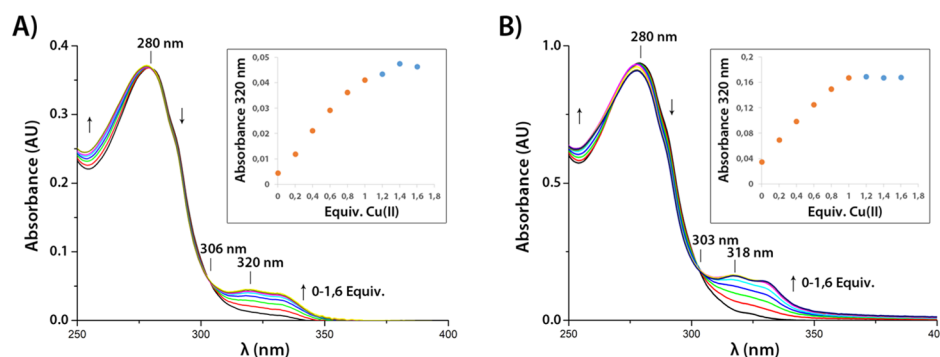 A)
Absorbance (AU)
0.4
0.3
0.2
0.1
0.0
280 nm
306 nm
320 nm
0-1,6 Equiv.
250
300
350
400
λ (nm)
Absorbance 320 nm
0,05
0,05
0,04
0,03
0,02
0,01
0
0 0,2 0,4 0,6 0,8 1 1,2 1,4 1,6 1,8
Equiv. Cu(II)
B)
Absorbance (AU)
1.0
0.5
0.0
280 nm
303 nm
318 nm
0-1,6 Equiv.
250
300
350
40
λ (nm)
Absorbance 320 nm
0,2
0,16
0,12
0,08
0,04
0
0 0,2 0,4 0,6 0,8 1 1,2 1,4 1,6 1,8
Equiv. Cu(II)